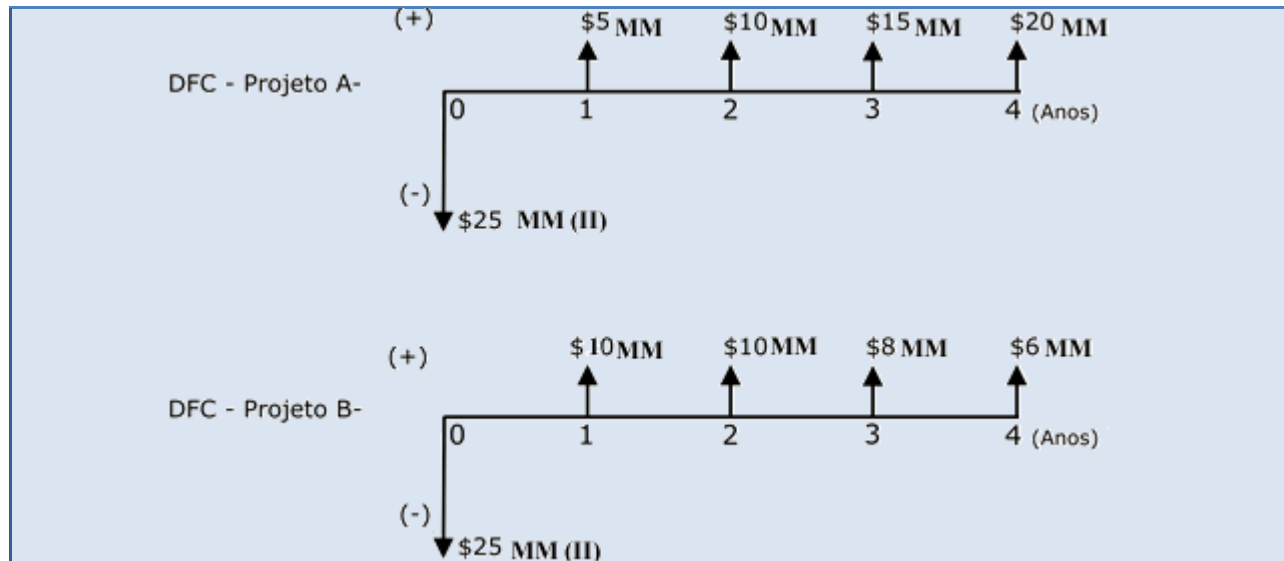 (+) $5 MM $10 MM $15 MM $20 MM
DFC - Projeto A-
0 1 2 3 4 (Anos)
(-)
$25 MM (II)
(+) $10 MM $10 MM $8 MM $6 MM
DFC - Projeto B-
0 1 2 3 4 (Anos)
(-)
$25 MM (II)